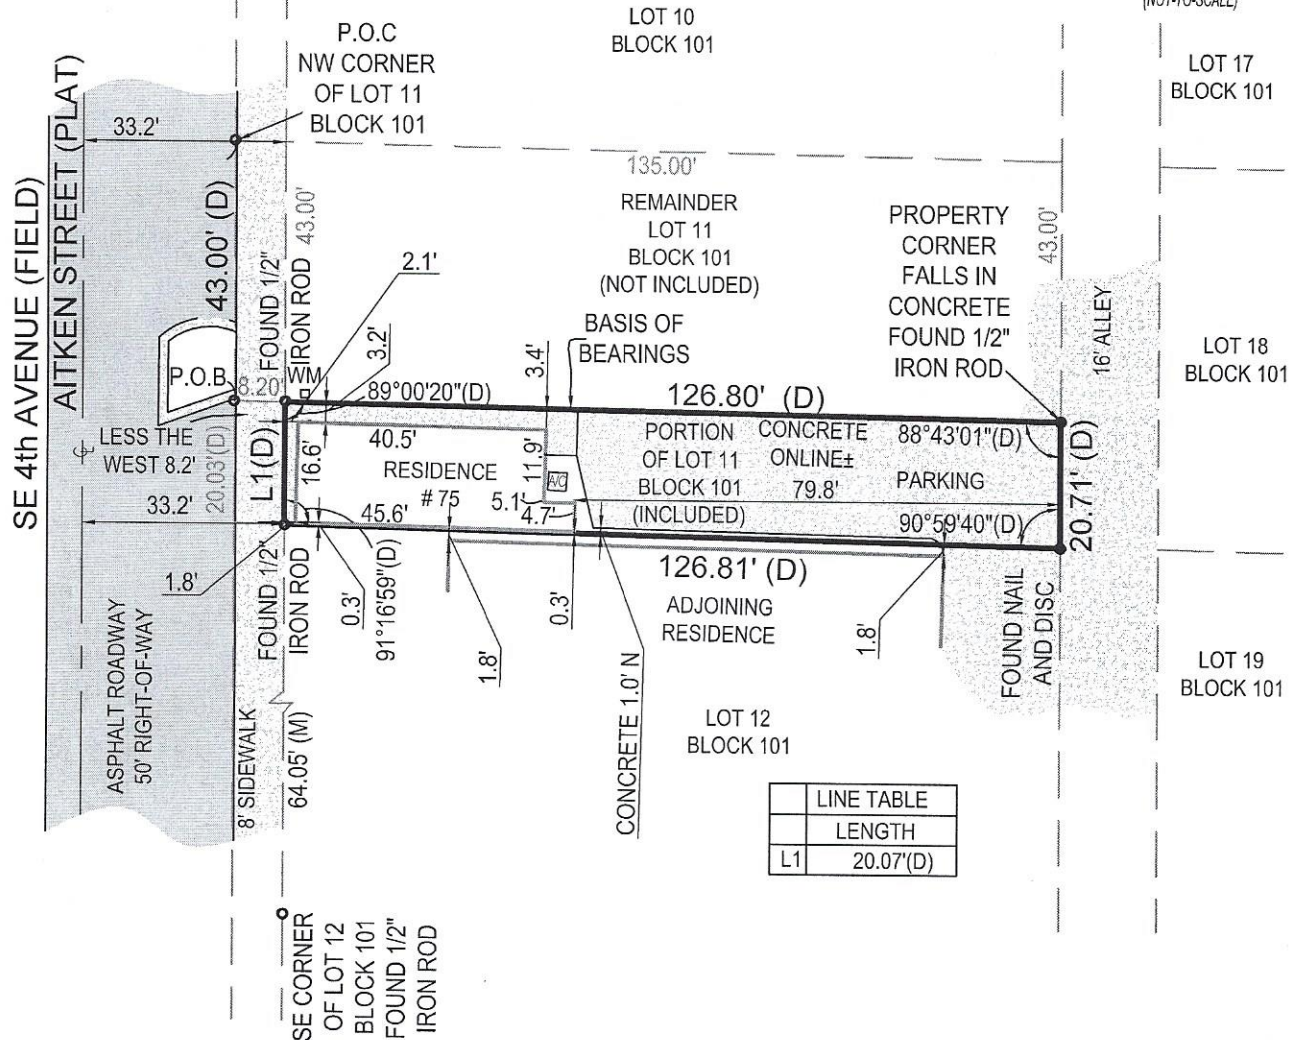 (NOT-TO-SCALE)
LOT 10
BLOCK 101
P.O.C
NW CORNER
OF LOT 11
BLOCK 101
LOT 17
BLOCK 101
SE 4th AVENUE (FIELD)
AITKEN STREET (PLAT)
33.2'
43.00' (D)
FOUND 1/2"
IRON ROD
43.00'
135.00'
REMAINDER
LOT 11
BLOCK 101
(NOT INCLUDED)
PROPERTY
CORNER
FALLS IN
CONCRETE
FOUND 1/2"
IRON ROD
43.00'
16' ALLEY
LOT 18
BLOCK 101
2.1'
3.2'
3.4'
BASIS OF
BEARINGS
P.O.B
8.20'
WM
89°00'20"(D)
126.80' (D)
LESS THE
WEST 8.2'
℄
20.03'(D)
L1(D)
16.6'
40.5'
RESIDENCE
# 75
11.9'
A/C
5.1'
4.7'
45.6'
PORTION
OF LOT 11
BLOCK 101
(INCLUDED)
CONCRETE
ONLINE±
79.8'
88°43'01"(D)
PARKING
90°59'40"(D)
20.71' (D)
33.2'
1.8'
FOUND 1/2"
IRON ROD
0.3'
91°16'59"(D)
1.8'
0.3'
126.81' (D)
ADJOINING
RESIDENCE
1.8'
FOUND NAIL
AND DISC
LOT 19
BLOCK 101
ASPHALT ROADWAY
50' RIGHT-OF-WAY
8' SIDEWALK
64.05' (M)
CONCRETE 1.0' N
LOT 12
BLOCK 101
LINE TABLE
LENGTH
L1 20.07'(D)
SE CORNER
OF LOT 12
BLOCK 101
FOUND 1/2"
IRON ROD